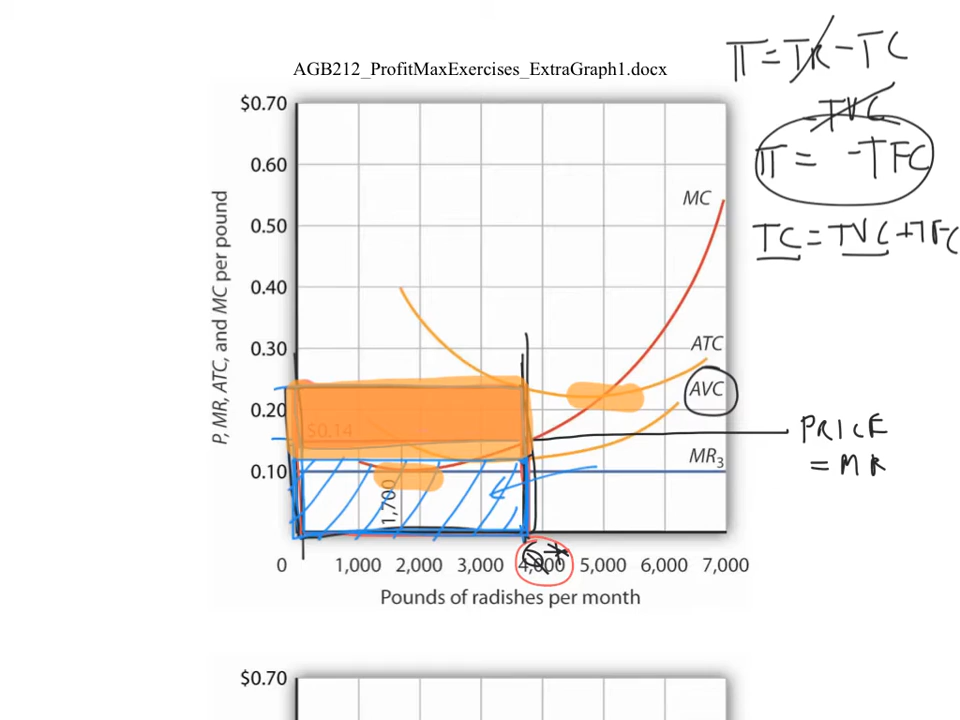 π = TR - TC
AGB212_ProfitMaxExercises_ExtraGraph1.docx
- TVC
π = -TFC
TC = TVC + TFC
$0.70
0.60
0.50
0.40
0.30
0.20
0.10
P, MR, ATC, and MC per pound
MC
ATC
AVC
MR3
$0.14
1,700
PRICE
= MR
0 1,000 2,000 3,000 4,000 5,000 6,000 7,000
Pounds of radishes per month
$0.70